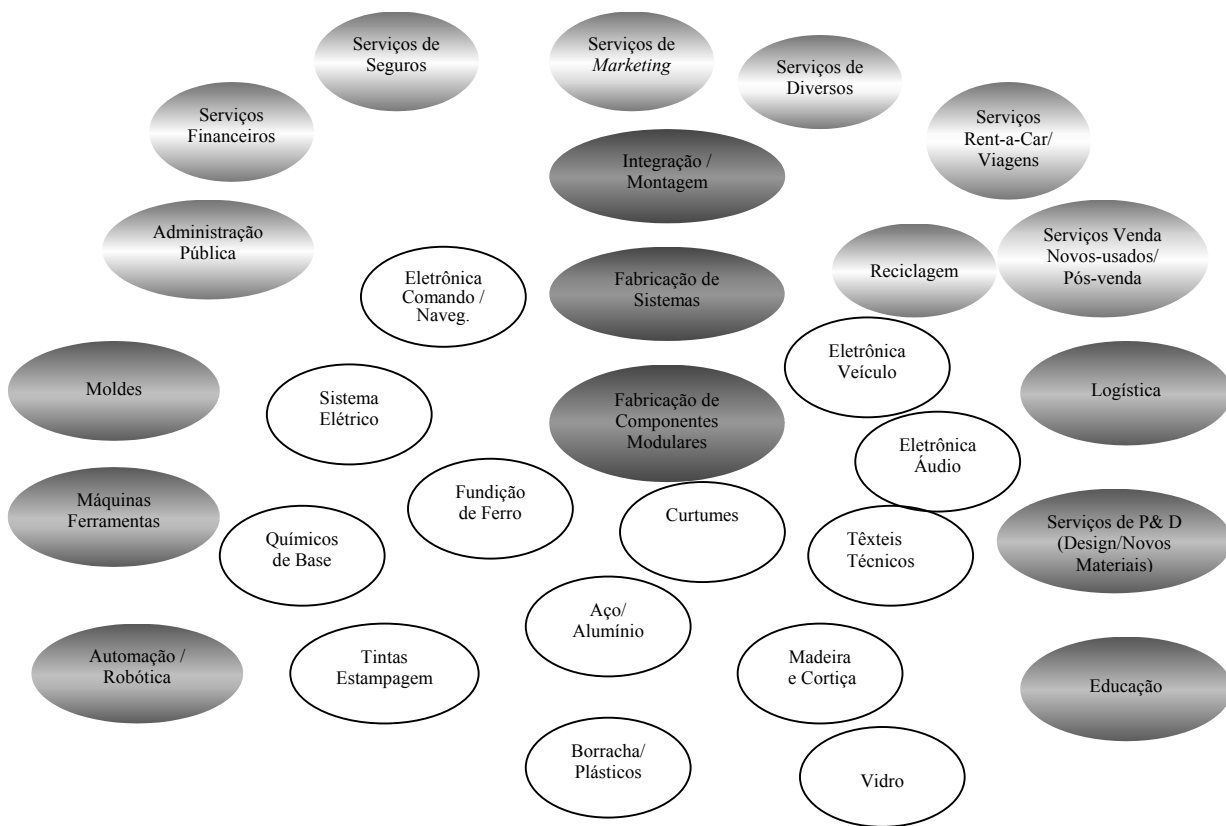 Serviços de
Seguros
Serviços de
Marketing
Serviços de
Diversos
Serviços
Financeiros
Serviços
Rent-a-Car/
Viagens
Integração /
Montagem
Administração
Pública
Serviços Venda
Novos-usados/
Pós-venda
Eletrônica
Comando /
Naveg.
Fabricação de
Sistemas
Reciclagem
Moldes
Sistema
Elétrico
Fabricação de
Componentes
Modulares
Eletrônica
Veículo
Logística
Eletrônica
Áudio
Máquinas
Ferramentas
Fundição
de Ferro
Curtumes
Químicos
de Base
Têxteis
Técnicos
Serviços de P& D
(Design/Novos
Materiais)
Aço/
Alumínio
Automação /
Robótica
Tintas
Estampagem
Madeira
e Cortiça
Educação
Borracha/
Plásticos
Vidro